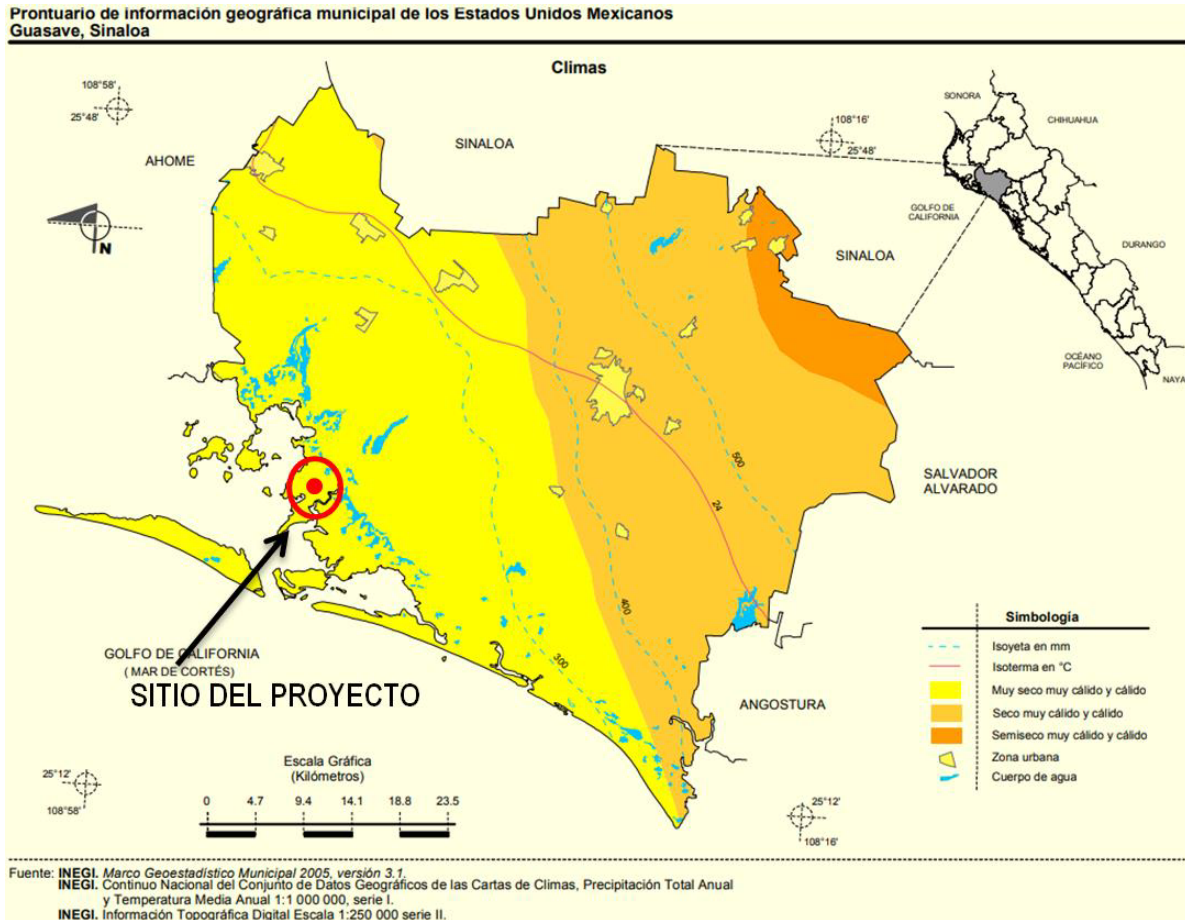 Prontuario de información geográfica municipal de los Estados Unidos Mexicanos
Guasave, Sinaloa
Climas
108°58'
25°48'
AHOME
SINALOA
108°16'
25°48'
SONORA
CHIHUAHUA
GOLFO DE
CALIFORNIA
DURANGO
OCÉANO
PACÍFICO
NAYA
N
SINALOA
SALVADOR
ALVARADO
ANGOSTURA
500
24
400
300
GOLFO DE CALIFORNIA
( MAR DE CORTÉS)
SITIO DEL PROYECTO
Simbología
Isoyeta en mm
Isoterma en °C
Muy seco muy cálido y cálido
Seco muy cálido y cálido
Semiseco muy cálido y cálido
Zona urbana
Cuerpo de agua
Escala Gráfica
(Kilómetros)
0 4.7 9.4 14.1 18.8 23.5
25°12'
108°58'
25°12'
108°16'
Fuente: INEGI. Marco Geoestadístico Municipal 2005, versión 3.1.
INEGI. Continuo Nacional del Conjunto de Datos Geográficos de las Cartas de Climas, Precipitación Total Anual
y Temperatura Media Anual 1:1 000 000, serie I.
INEGI. Información Topográfica Digital Escala 1:250 000 serie II.